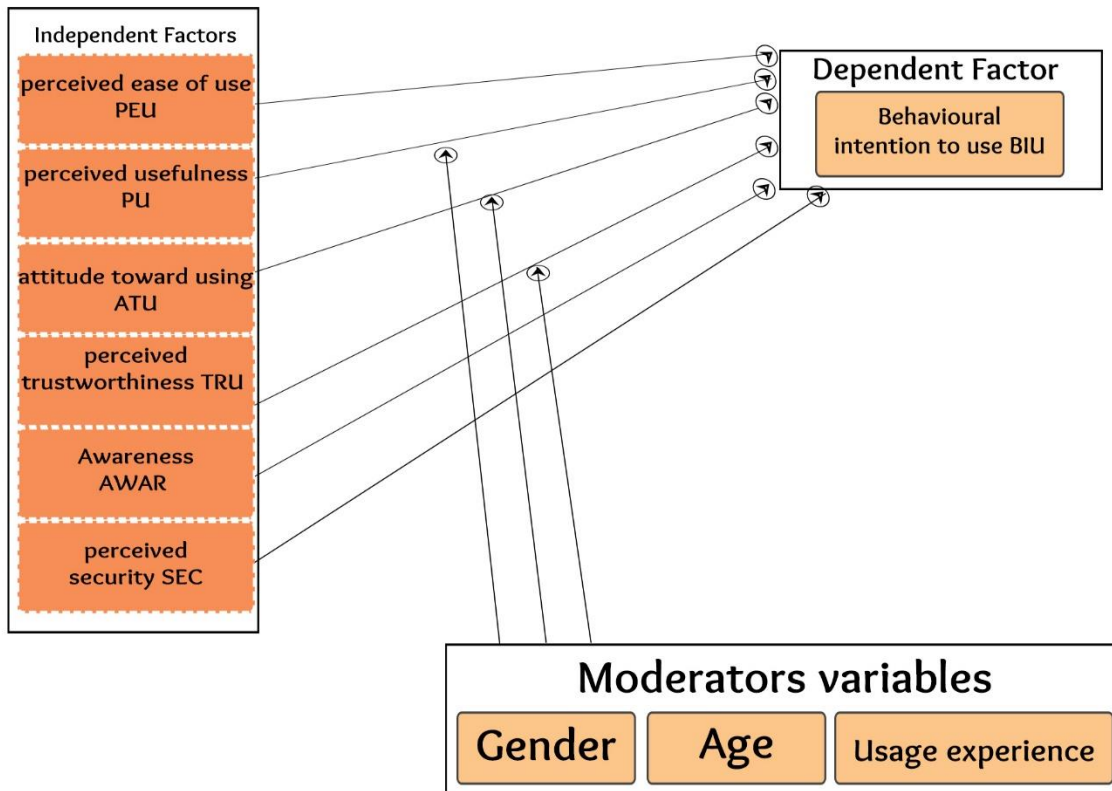 Independent Factors
perceived ease of use
PEU
perceived usefulness
PU
attitude toward using
ATU
perceived
trustworthiness TRU
Awareness
AWAR
perceived
security SEC
Dependent Factor
Behavioural
intention to use BIU
Moderators variables
Gender
Age
Usage experience